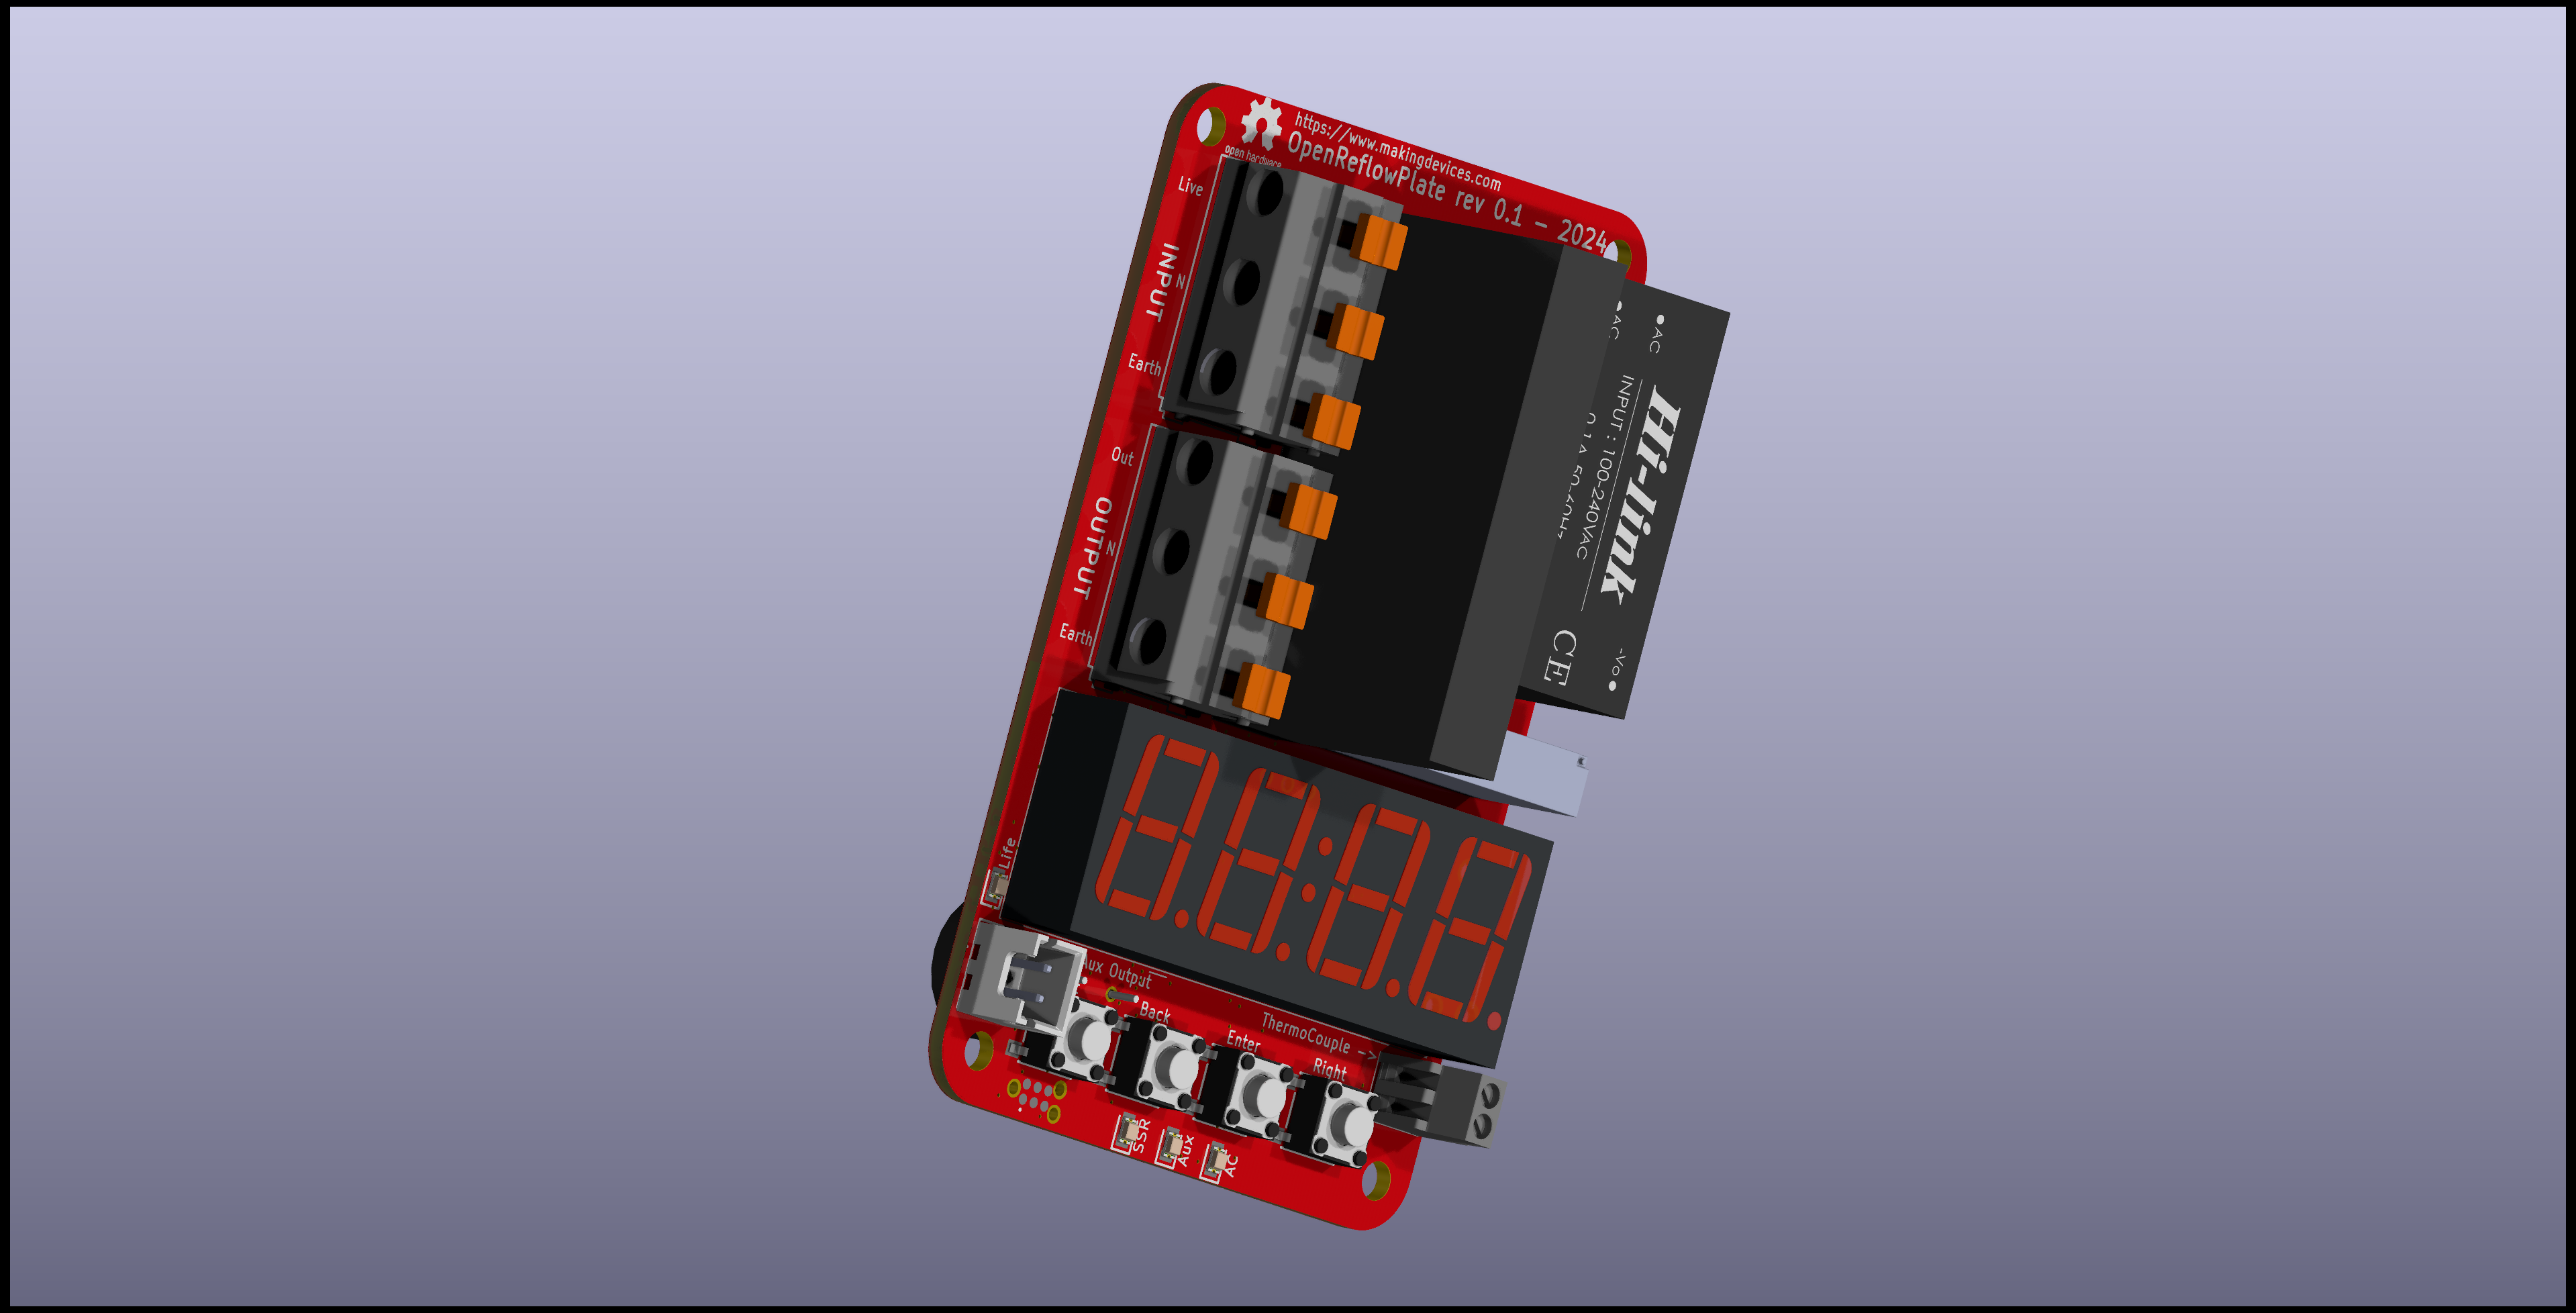 https://www.makingdevices.com
OpenReflowPlate rev 0.1 - 2024
open hardware
Live
INPUT
N
Earth
Out
OUTPUT
N
Earth
AC
AC
Hi-link
INPUT : 100-240VAC
CE
-Vo
Life
Aux Output
Back
Enter
ThermoCouple ->
Right
SSR
Aux
AC